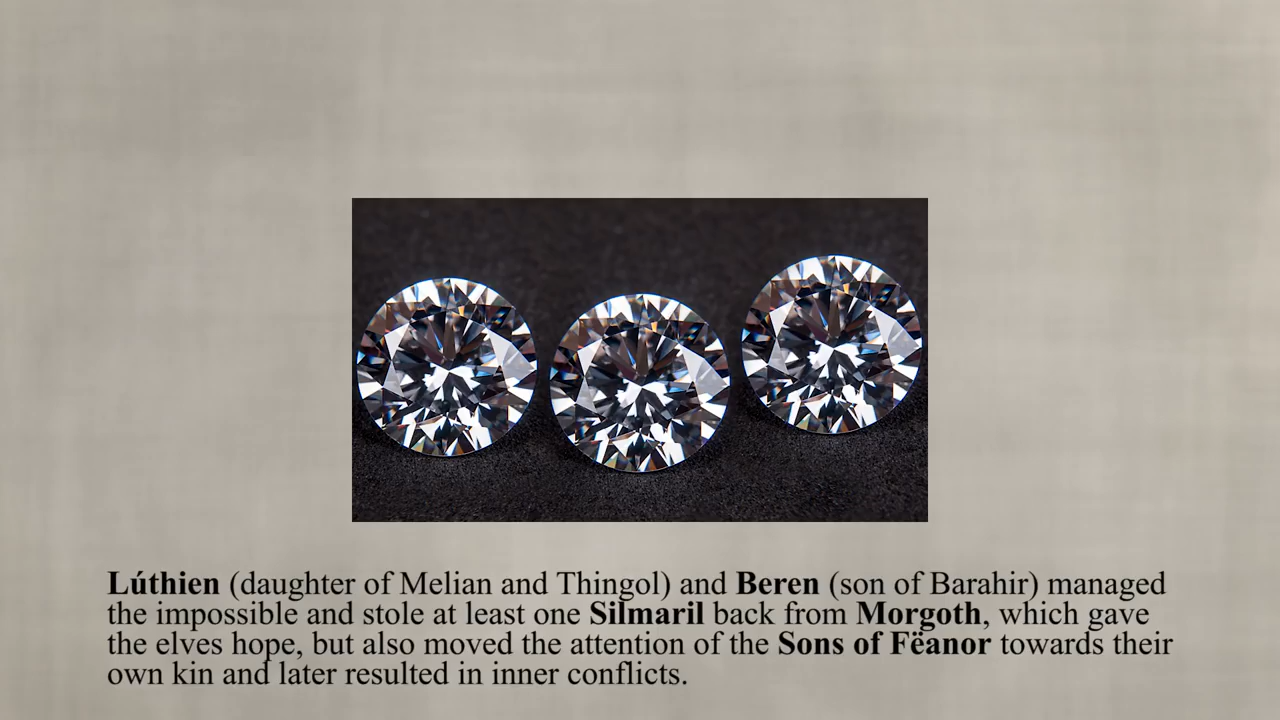 Lúthien (daughter of Melian and Thingol) and Beren (son of Barahir) managed
the impossible and stole at least one Silmaril back from Morgoth, which gave
the elves hope, but also moved the attention of the Sons of Fëanor towards their
own kin and later resulted in inner conflicts.